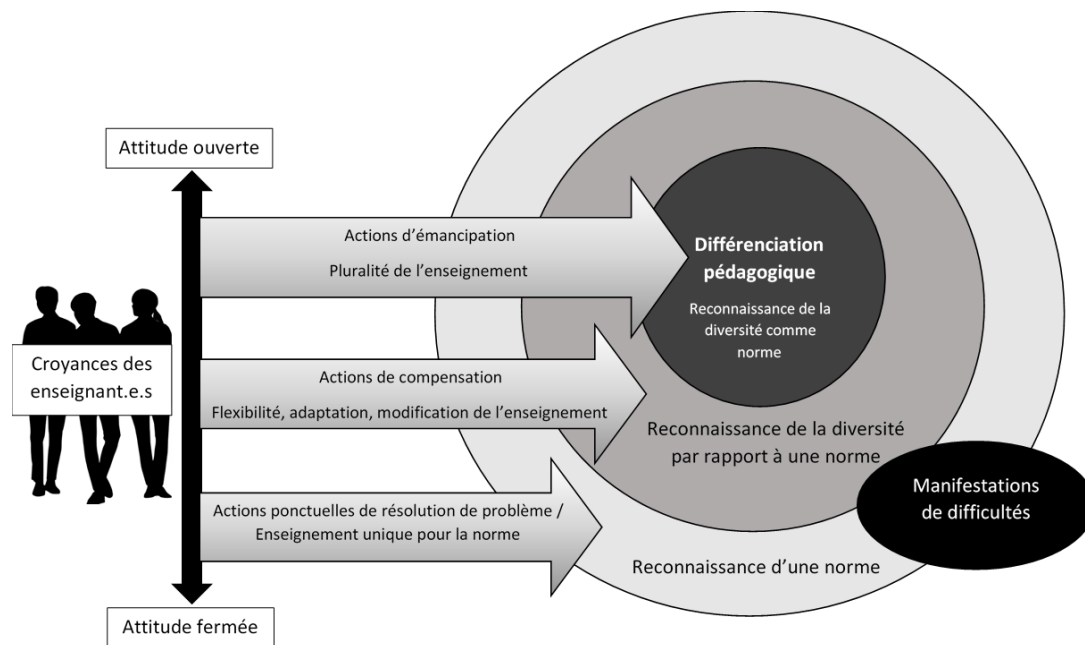 Attitude ouverte
Actions d’émancipation
Pluralité de l’enseignement
Différenciation
pédagogique
Reconnaissance de la
diversité comme
norme
Croyances des
enseignant.e.s
Actions de compensation
Flexibilité, adaptation, modification de l’enseignement
Reconnaissance de la diversité
par rapport à une norme
Manifestations
de difficultés
Actions ponctuelles de résolution de problème /
Enseignement unique pour la norme
Reconnaissance d’une norme
Attitude fermée